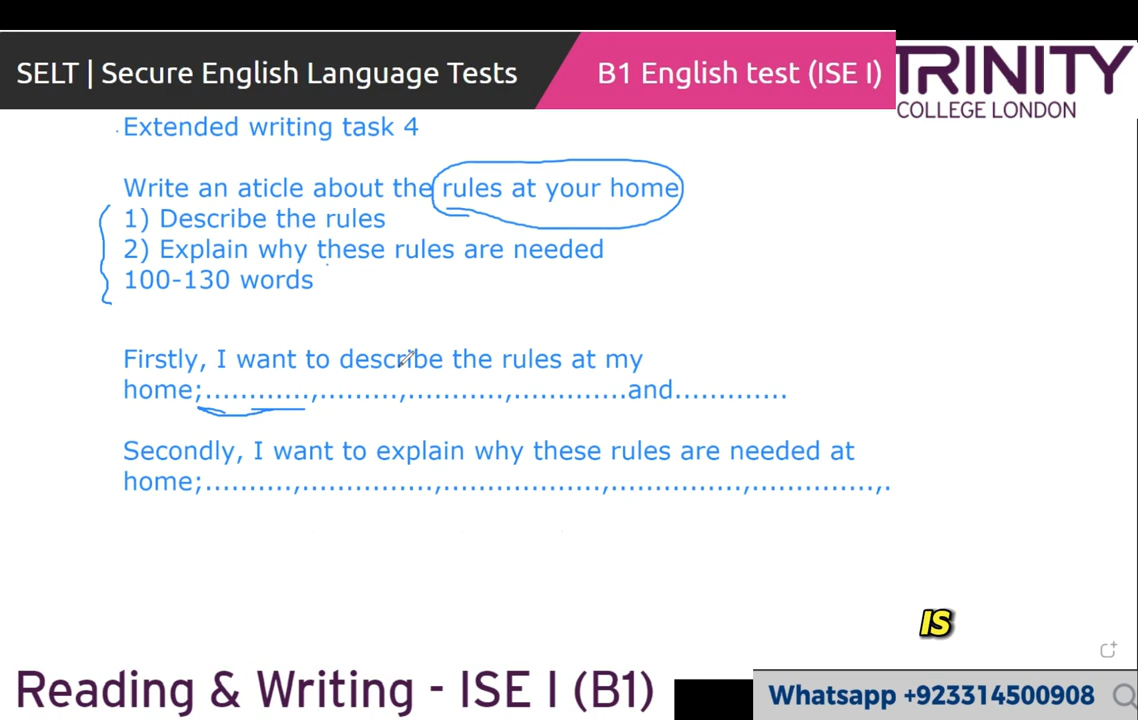 SELT | Secure English Language Tests
B1 English test (ISE I)
TRINITY
COLLEGE LONDON
Extended writing task 4
Write an aticle about the rules at your home
1) Describe the rules
2) Explain why these rules are needed
100-130 words
Firstly, I want to describe the rules at my
home;............,.........,...........,.............and.............
Secondly, I want to explain why these rules are needed at
home;..........,...............,..................,...............,..............,.
IS
Reading & Writing - ISE I (B1)
Whatsapp +923314500908